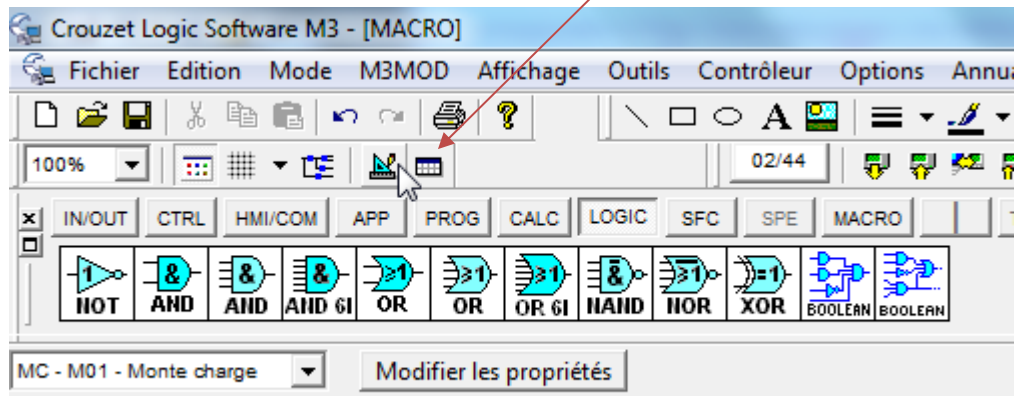 Crouzet Logic Software M3 - [MACRO]
Fichier Edition Mode M3MOD Affichage Outils Contrôleur Options Annua
A
100% 02/44
IN/OUT CTRL HMI/COM APP PROG CALC LOGIC SFC SPE MACRO
1 & & & ≥1 ≥1 ≥1 & ≥1 =1
NOT AND AND AND 6I OR OR OR 6I NAND NOR XOR BOOLEAN BOOLEAN
MC - M01 - Monte charge Modifier les propriétés